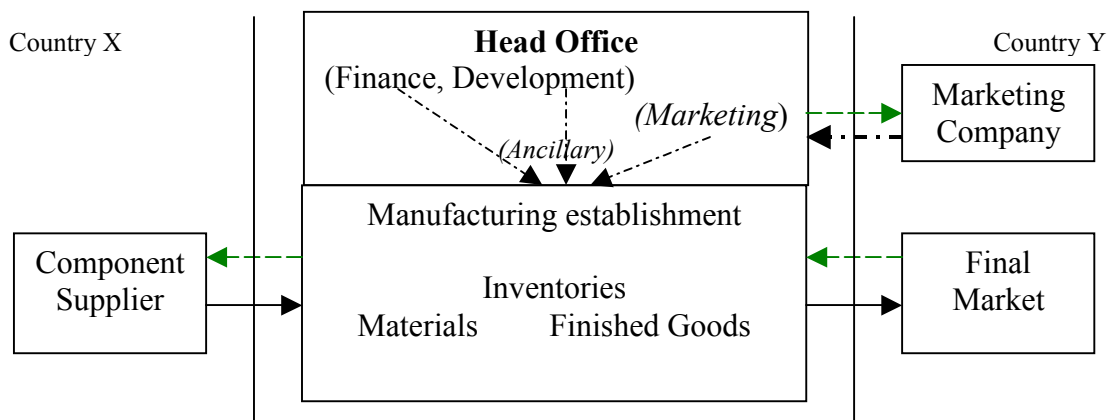 Country X
Head Office
(Finance, Development)
(Marketing)
(Ancillary)
Country Y
Marketing
Company
Manufacturing establishment
Inventories
Materials Finished Goods
Component
Supplier
Final
Market